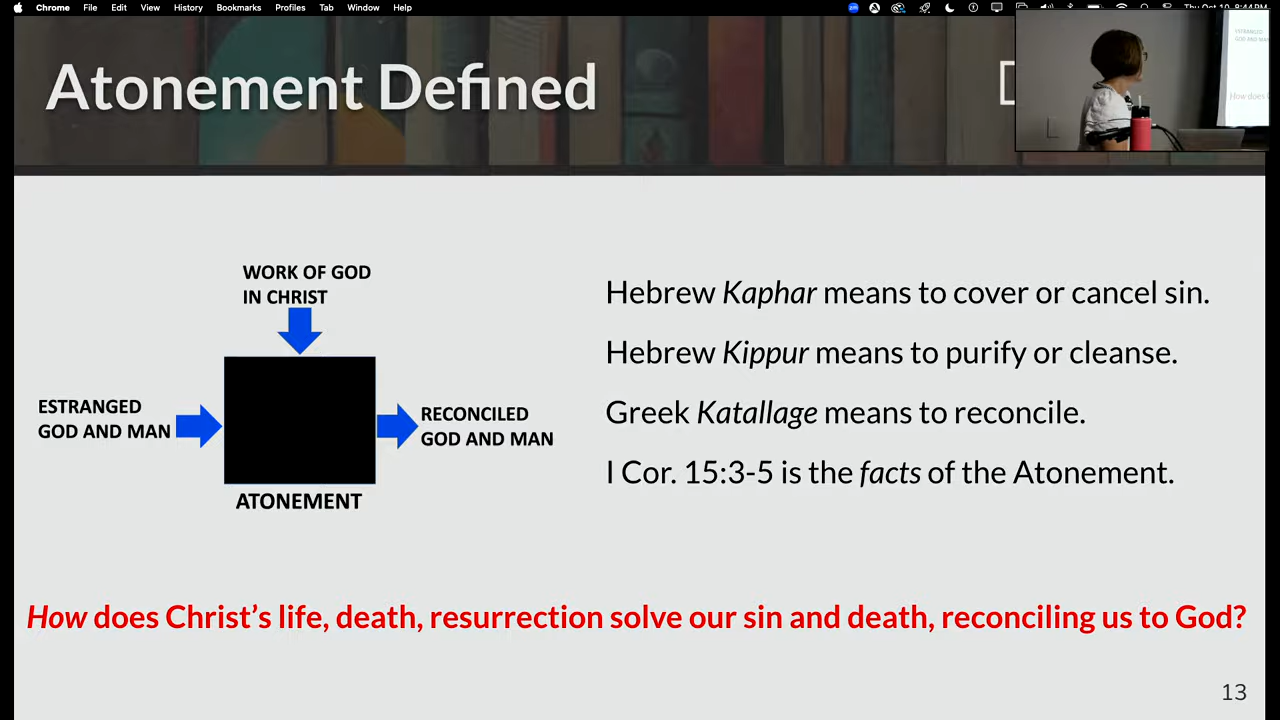 Chrome File Edit View History Bookmarks Profiles Tab Window Help
Atonement Defined
WORK OF GOD
IN CHRIST
ESTRANGED
GOD AND MAN
RECONCILED
GOD AND MAN
ATONEMENT
Hebrew Kaphar means to cover or cancel sin.
Hebrew Kippur means to purify or cleanse.
Greek Katallage means to reconcile.
I Cor. 15:3-5 is the facts of the Atonement.
How does Christ’s life, death, resurrection solve our sin and death, reconciling us to God?
13